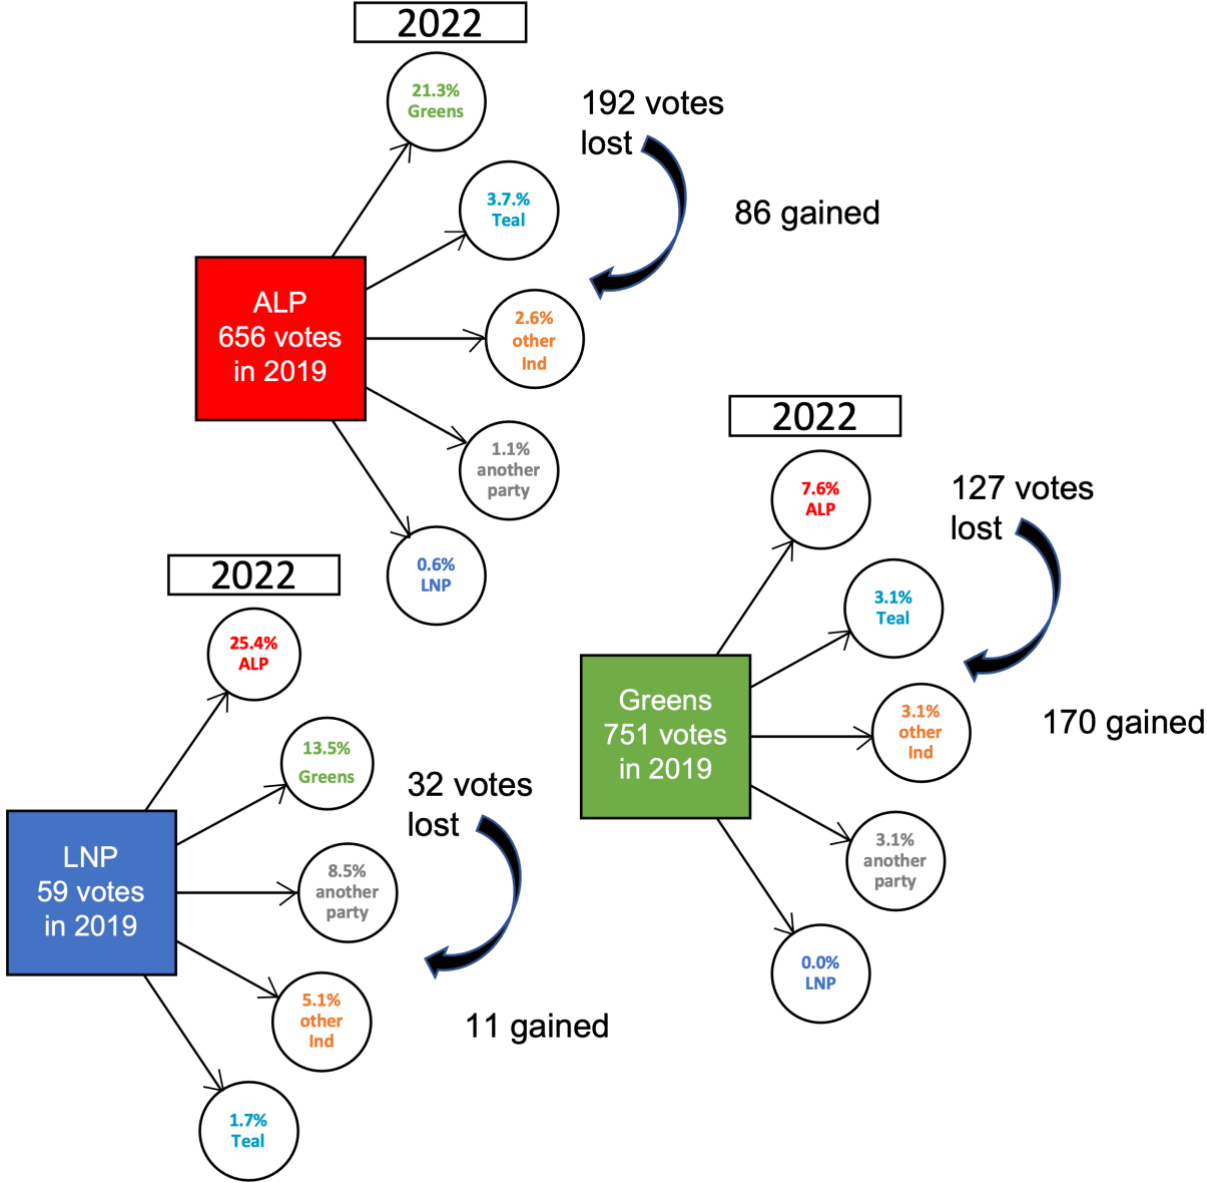 2022
21.3%
Greens
192 votes
lost
3.7.%
Teal
86 gained
ALP
656 votes
in 2019
2.6%
other
Ind
1.1%
another
party
0.6%
LNP
2022
7.6%
ALP
127 votes
lost
3.1%
Teal
Greens
751 votes
in 2019
3.1%
other
Ind
170 gained
3.1%
another
party
0.0%
LNP
2022
25.4%
ALP
13.5%
Greens
32 votes
lost
LNP
59 votes
in 2019
8.5%
another
party
5.1%
other
Ind
11 gained
1.7%
Teal